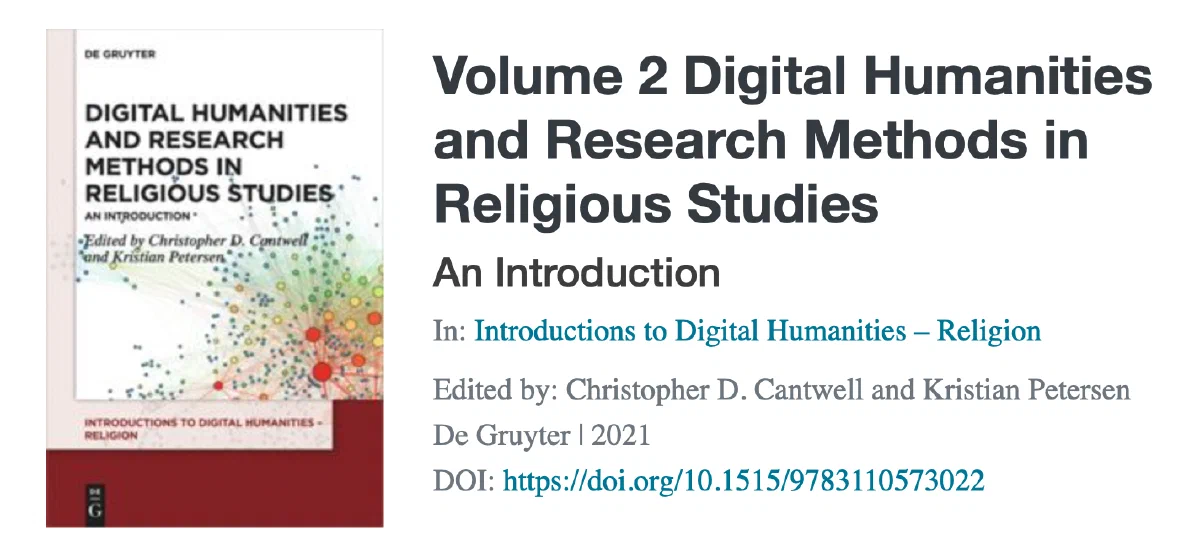 DE GRUYTER
DIGITAL HUMANITIES
AND RESEARCH
METHODS IN
RELIGIOUS STUDIES
AN INTRODUCTION
Edited by Christopher D. Cantwell
and Kristian Petersen
INTRODUCTIONS TO DIGITAL HUMANITIES –
RELIGION
DE
G
Volume 2 Digital Humanities
and Research Methods in
Religious Studies
An Introduction
In: Introductions to Digital Humanities – Religion
Edited by: Christopher D. Cantwell and Kristian Petersen
De Gruyter | 2021
DOI: https://doi.org/10.1515/9783110573022